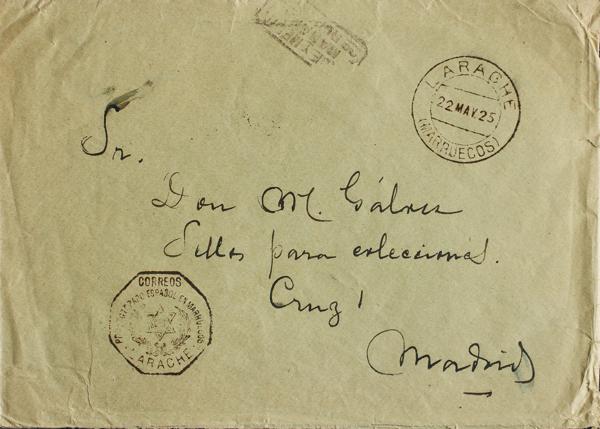 LARACHE
22 MAY. 25
(MARRUECOS)
Sr.
Don M. Gálvez
Sellos para colecciones.
Cruz 1
Madrid
CORREOS
PROTECTORADO ESPAÑOL EN MARRUECOS
LARACHE